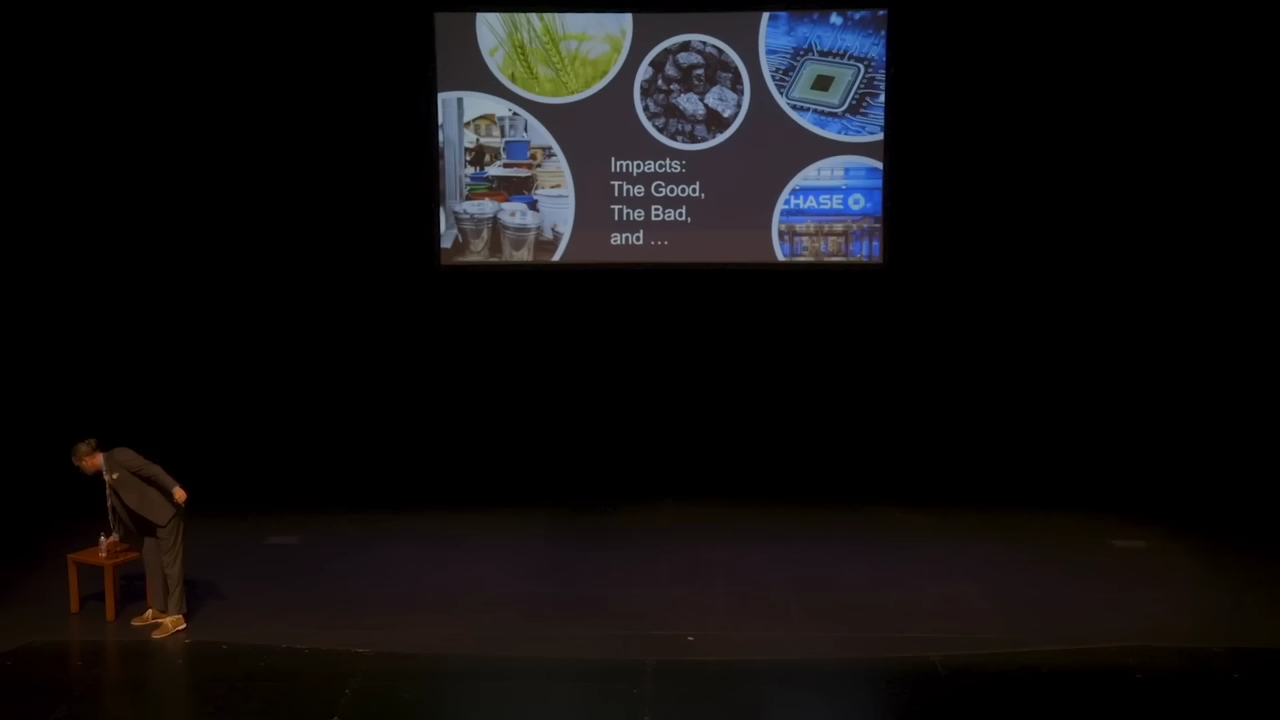 Impacts:
The Good,
The Bad,
and …
CHASE